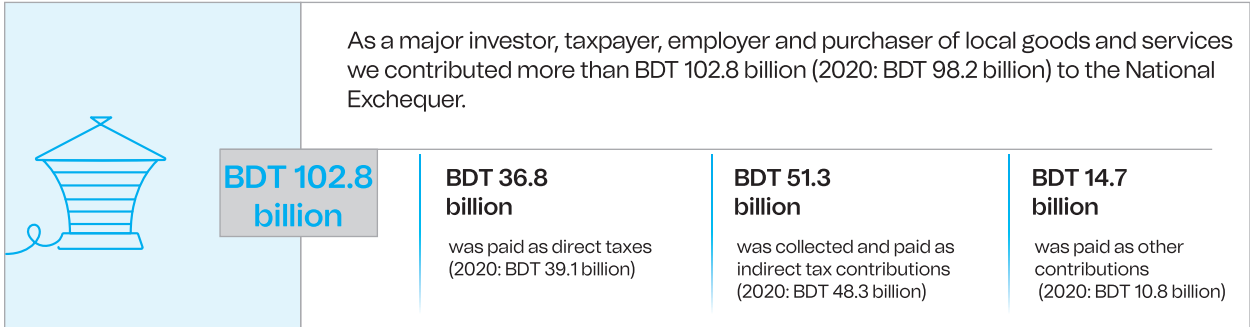 As a major investor, taxpayer, employer and purchaser of local goods and services
we contributed more than BDT 102.8 billion (2020: BDT 98.2 billion) to the National
Exchequer.
BDT 102.8
billion
BDT 36.8
billion
was paid as direct taxes
(2020: BDT 39.1 billion)
BDT 51.3
billion
was collected and paid as
indirect tax contributions
(2020: BDT 48.3 billion)
BDT 14.7
billion
was paid as other
contributions
(2020: BDT 10.8 billion)